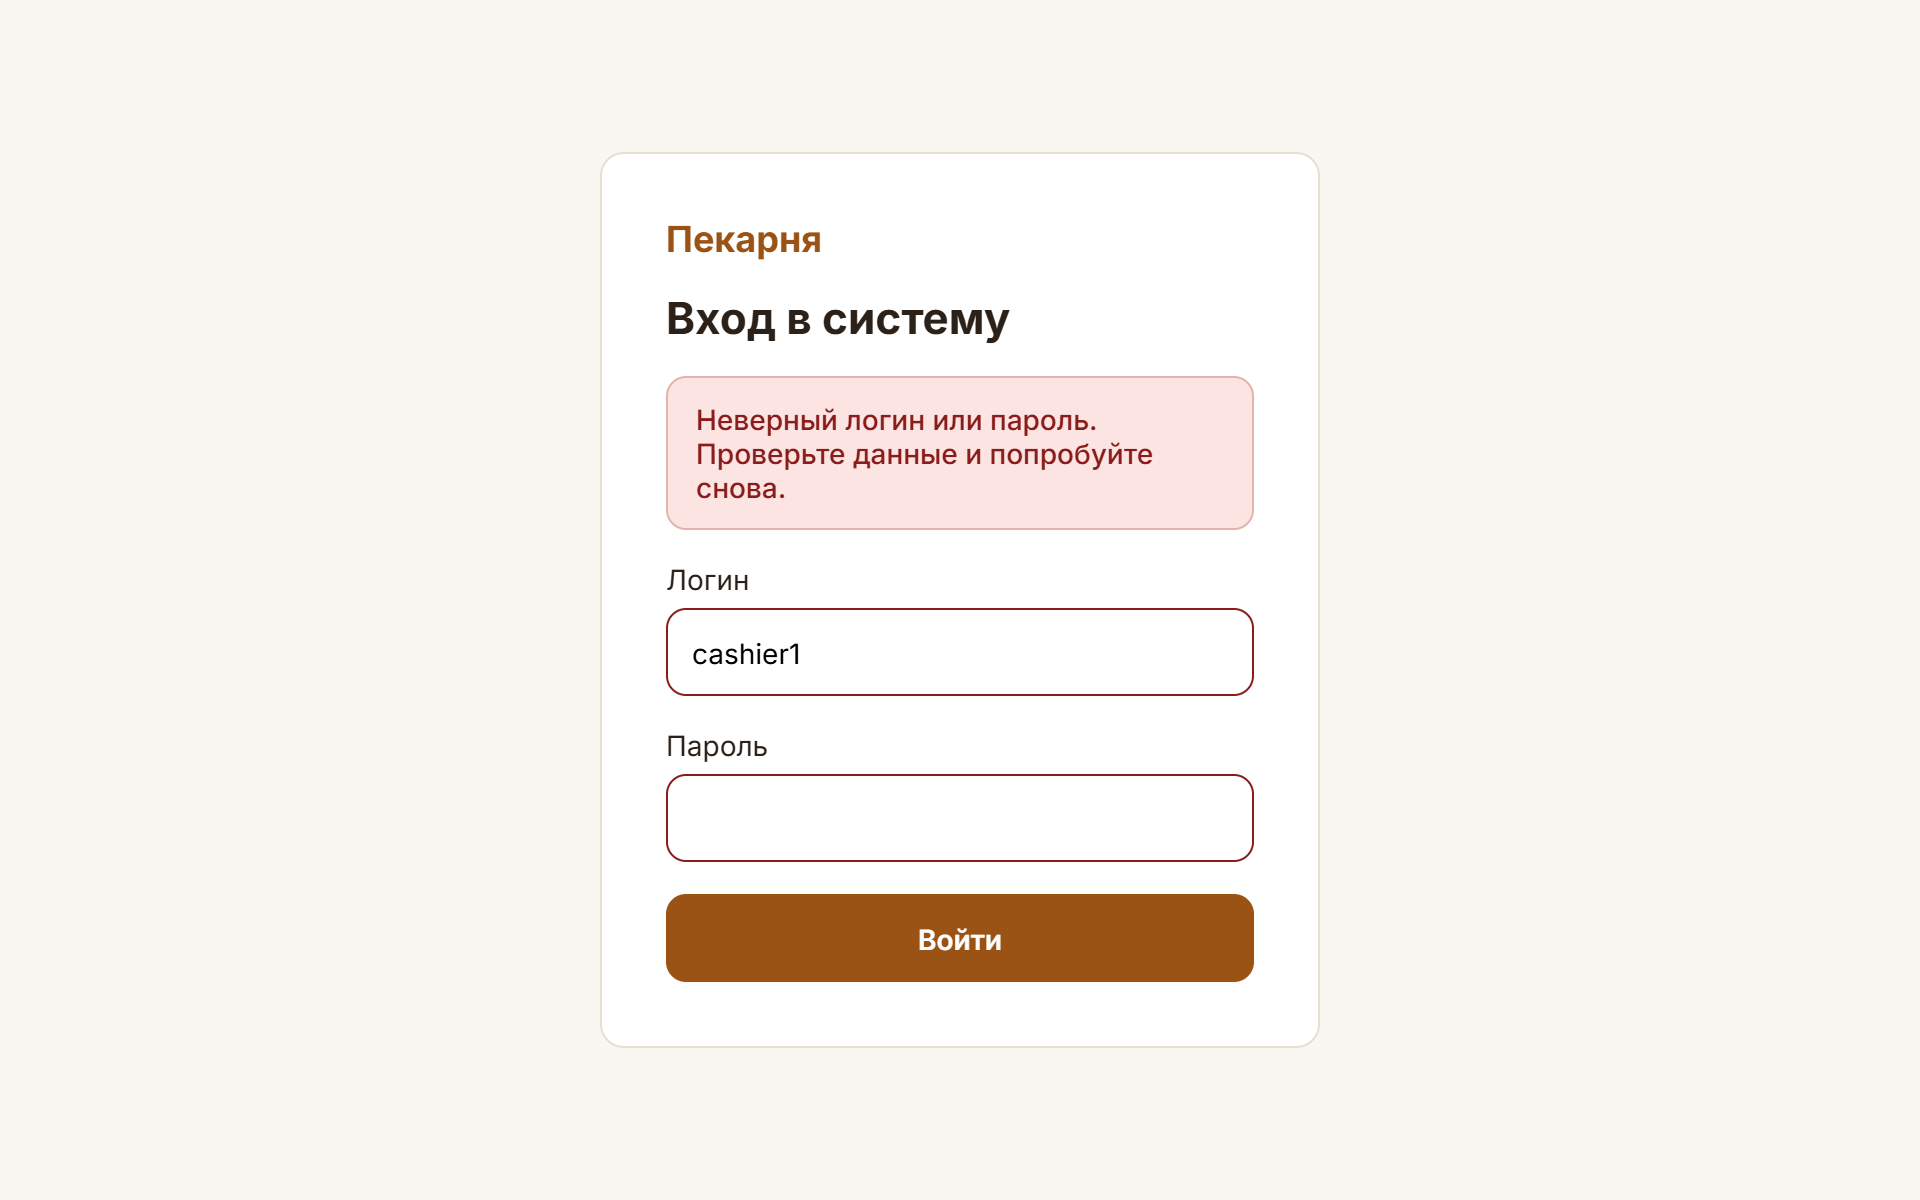 Пекарня
Вход в систему
Неверный логин или пароль.
Проверьте данные и попробуйте
снова.
Логин
cashier1
Пароль
Войти